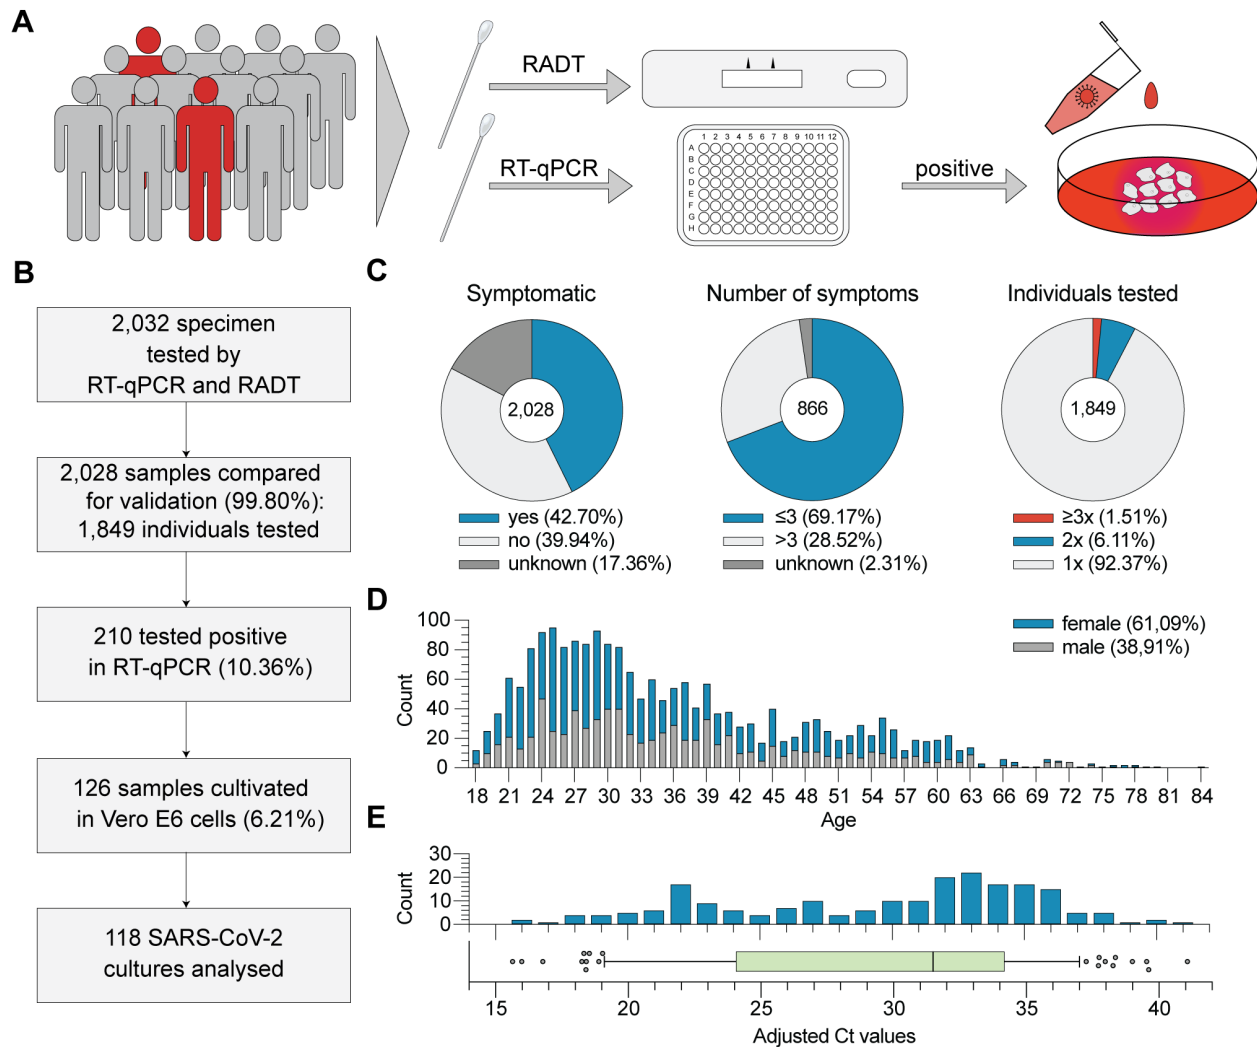 A
RADT
RT-qPCR
1 2 3 4 5 6 7 8 9 10 11 12
A
B
C
D
E
F
G
H
positive
B
2,032 specimen
tested by
RT-qPCR and RADT
2,028 samples compared
for validation (99.80%):
1,849 individuals tested
210 tested positive
in RT-qPCR (10.36%)
126 samples cultivated
in Vero E6 cells (6.21%)
118 SARS-CoV-2
cultures analysed
C
Symptomatic
2,028
yes (42.70%)
no (39.94%)
unknown (17.36%)
Number of symptoms
866
≤3 (69.17%)
>3 (28.52%)
unknown (2.31%)
Individuals tested
1,849
≥3x (1.51%)
2x (6.11%)
1x (92.37%)
D
female (61,09%)
male (38,91%)
Count
100
80
60
40
20
0
18 21 24 27 30 33 36 39 42 45 48 51 54 57 60 63 66 69 72 75 78 81 84
Age
E
Count
30
20
10
0
15 20 25 30 35 40
Adjusted Ct values